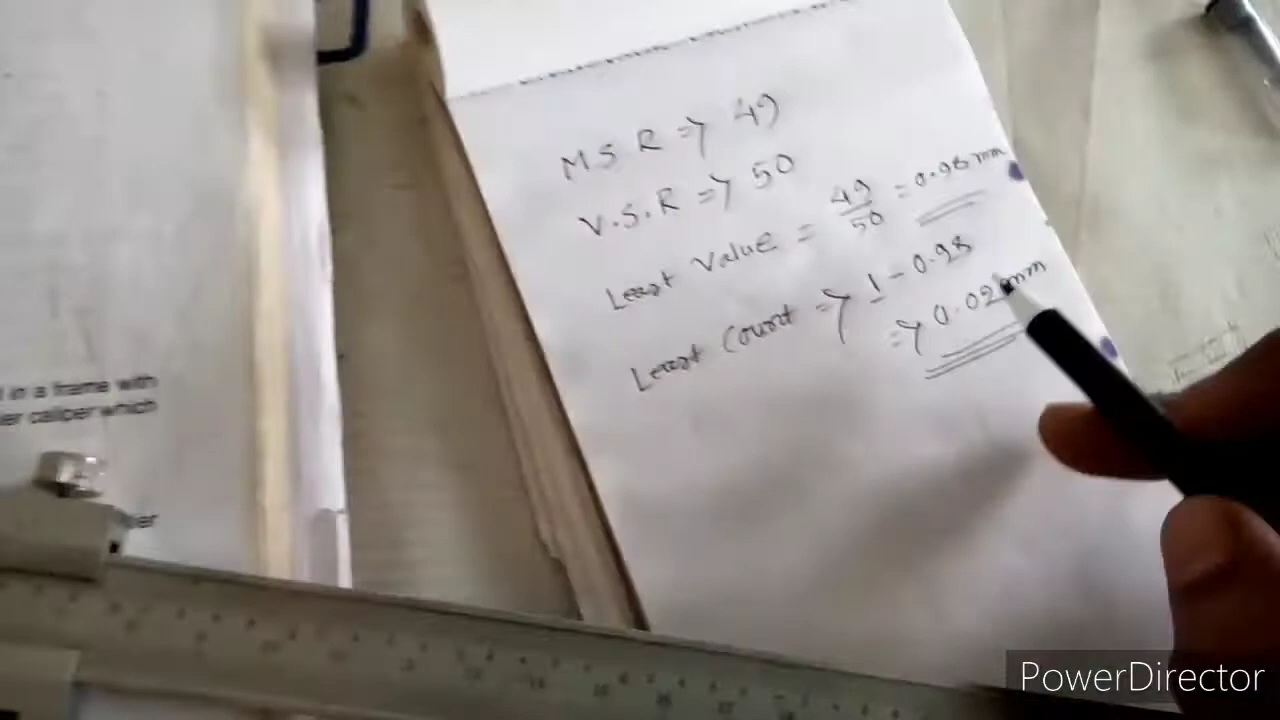 M.S.R => 49
V.S.R => 50
Least Value = 49/50 = 0.98 mm
Least Count => 1 - 0.98
=> 0.02 mm
in a frame with
caliper which
PowerDirector